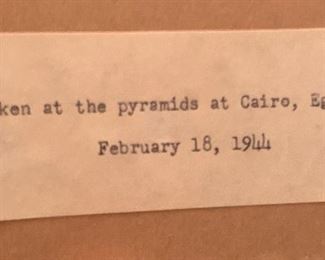 ken at the pyramids at Cairo, Eg
February 18, 1944